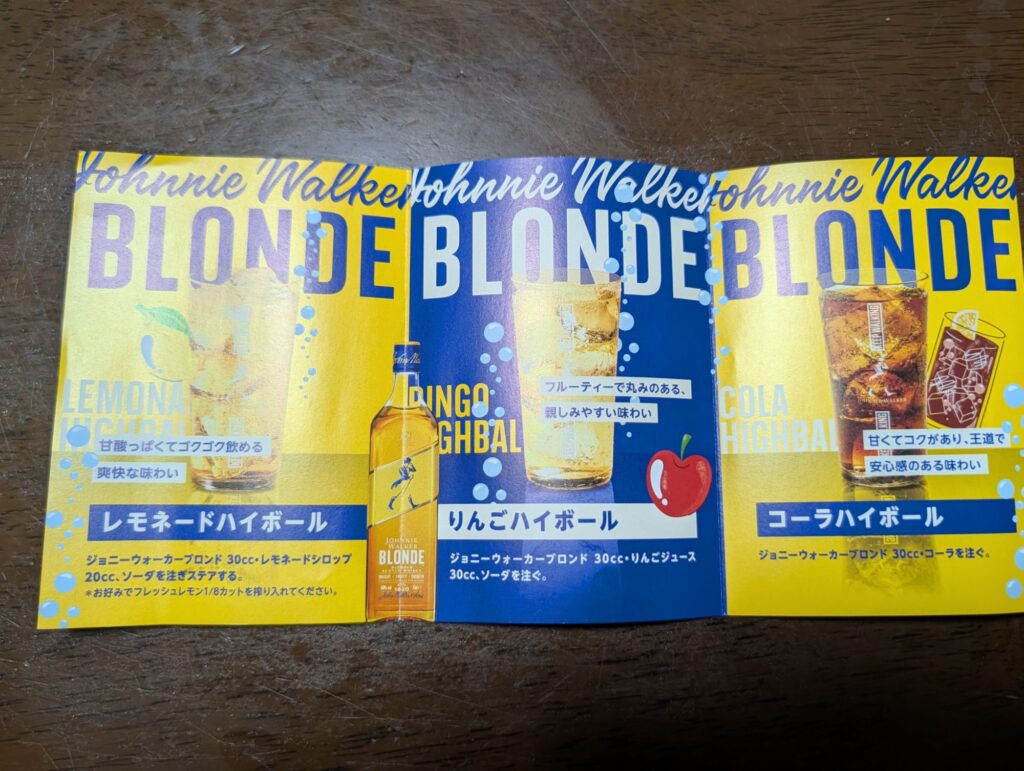 Johnnie Walker
BLONDE
LEMONA
HIGHBAL
甘酸っぱくてゴクゴク飲める
爽快な味わい
レモネードハイボール
ジョニーウォーカーブロンド 30cc・レモネードシロップ
20cc、ソーダを注ぎステアする。
*お好みでフレッシュレモン1/8カットを搾り入れてください。
JOHNNIE
WALKER
BLONDE
Johnnie Walker
BLONDE
RINGO
HIGHBAL
フルーティーで丸みのある、
親しみやすい味わい
りんごハイボール
ジョニーウォーカーブロンド 30cc・りんごジュース
30cc、ソーダを注ぐ。
Johnnie Walker
BLONDE
KEEP WALKING
COLA
HIGHBAL
甘くてコクがあり、王道で
安心感のある味わい
コーラハイボール
ジョニーウォーカーブロンド 30cc・コーラを注ぐ。